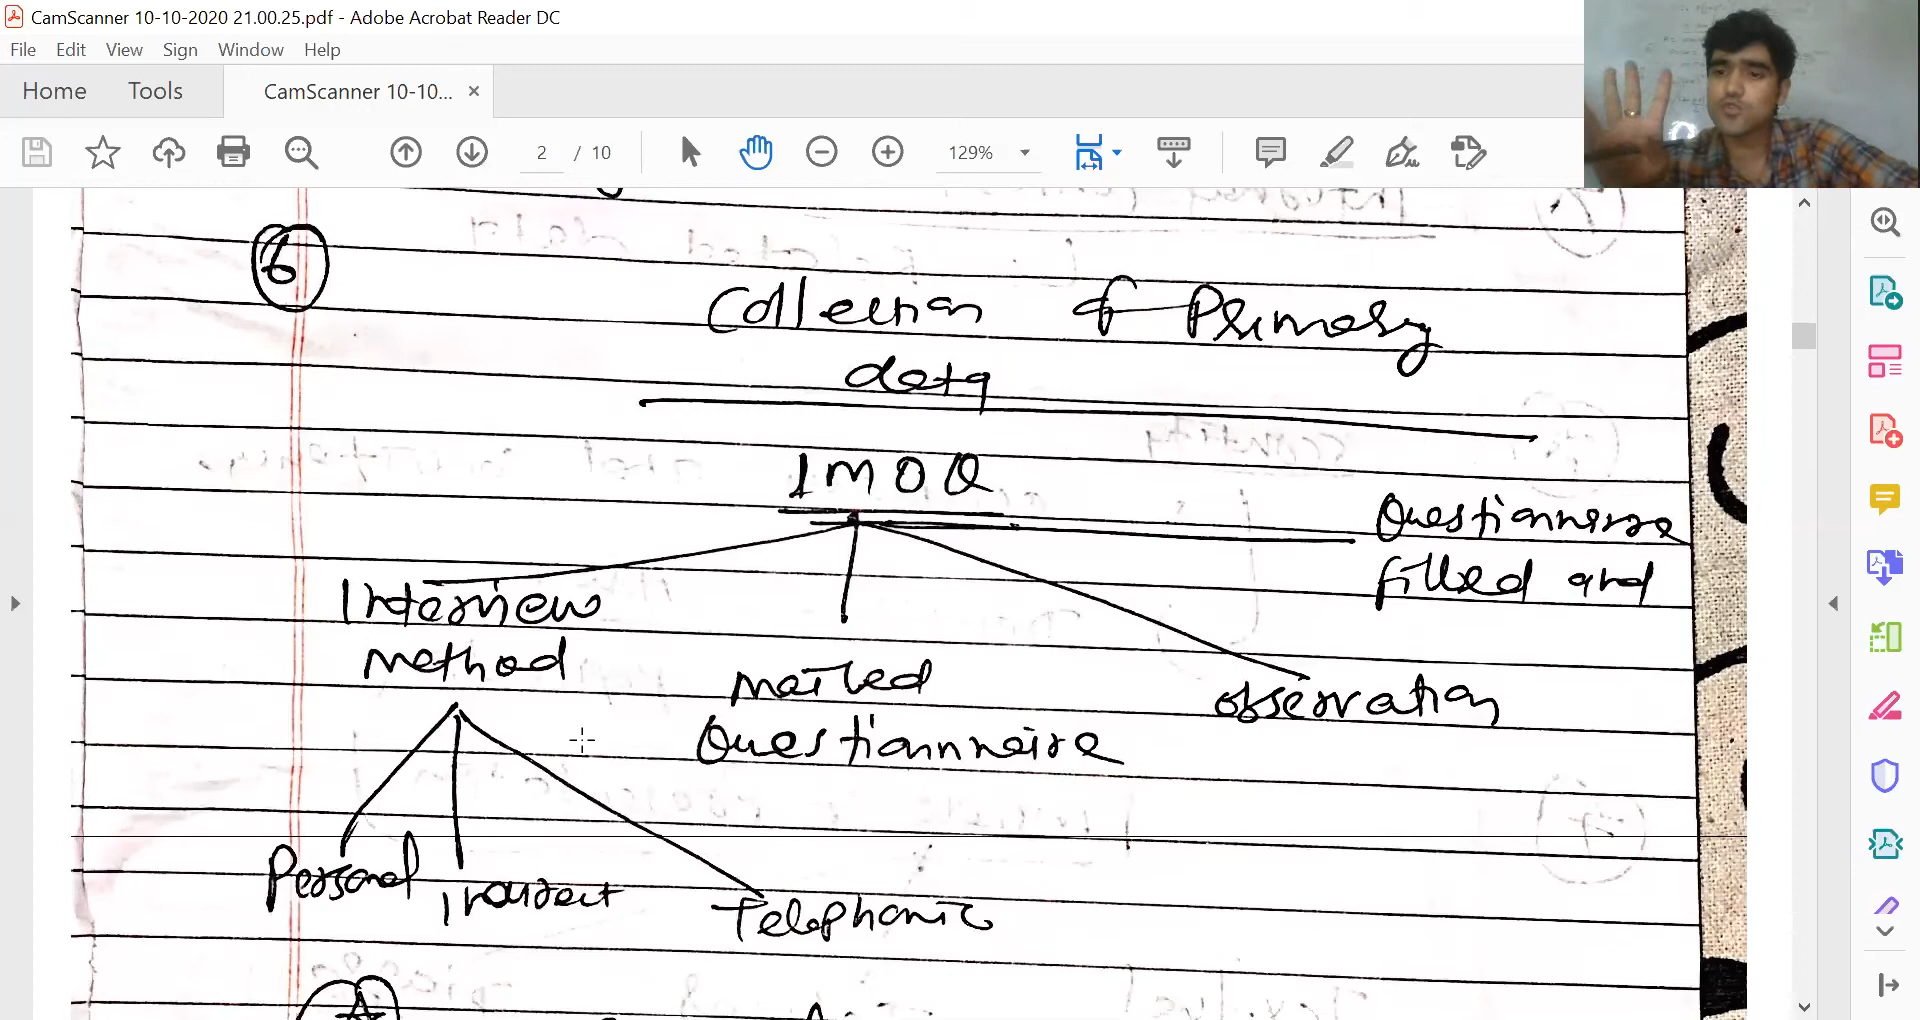 CamScanner 10-10-2020 21.00.25.pdf - Adobe Acrobat Reader DC
File Edit View Sign Window Help
Home Tools CamScanner 10-10... ×
2 / 10 129%
6
Collection of Primary
data
IMOQ
Questionneire
filled and
Interview
method
Mailed
Questionnaire
observation
Personal
Indirect
Telephonic
A